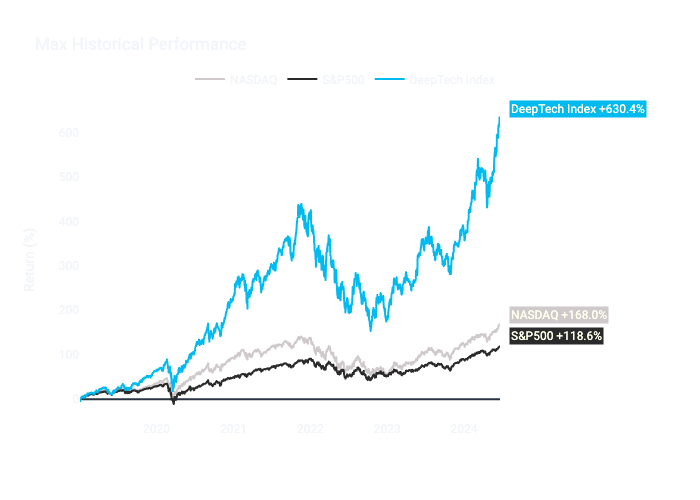 Max Historical Performance
NASDAQ S&P500 DeepTech Index
DeepTech Index +630.4%
600
500
400
300
200
100
Return (%)
NASDAQ +168.0%
S&P500 +118.6%
2020 2021 2022 2023 2024